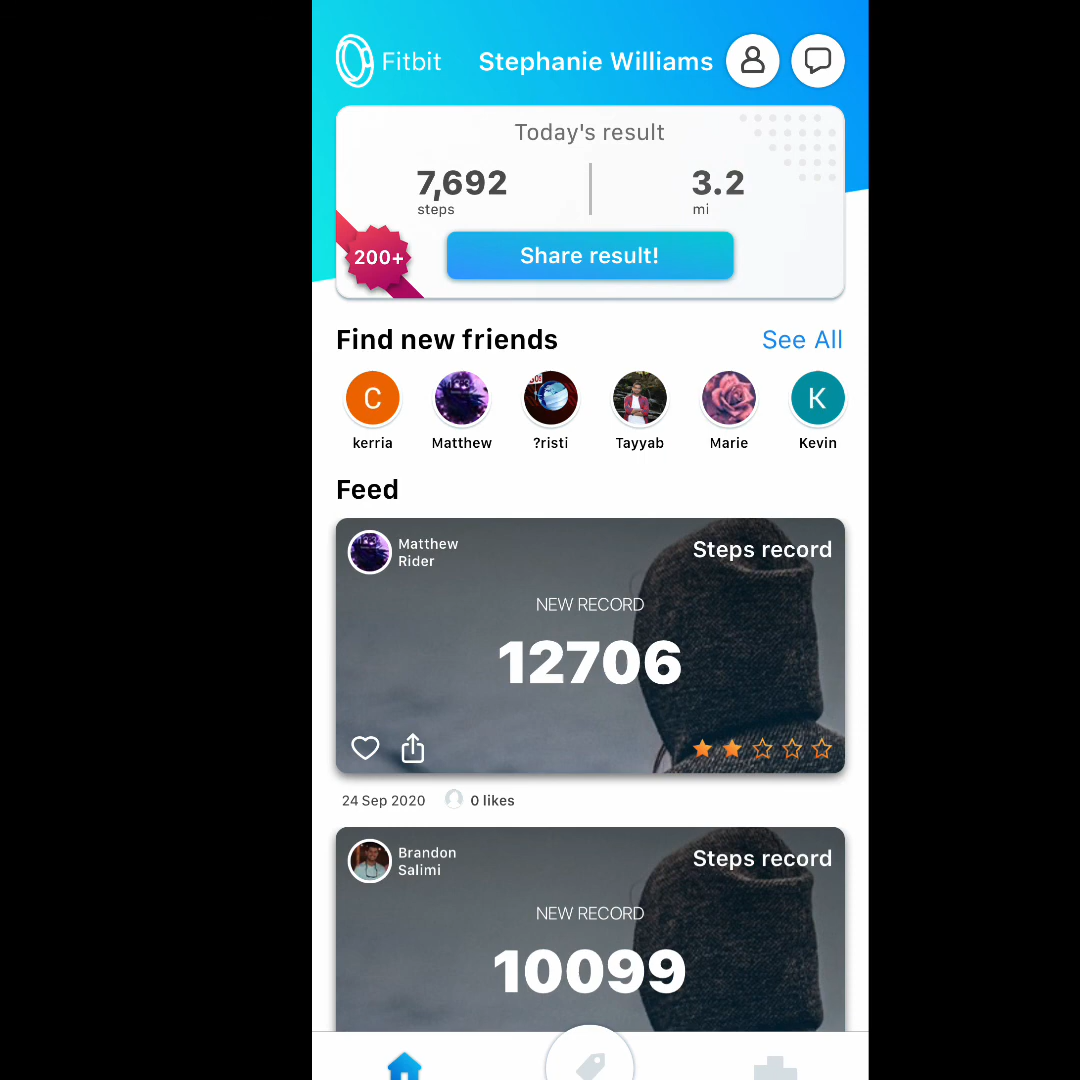 Fitbit
Stephanie Williams
Today's result
7,692
steps
3.2
mi
200+
Share result!
Find new friends
See All
C
K
kerria
Matthew
?risti
Tayyab
Marie
Kevin
Feed
Matthew
Rider
Steps record
NEW RECORD
12706
24 Sep 2020
0 likes
Brandon
Salimi
Steps record
NEW RECORD
10099